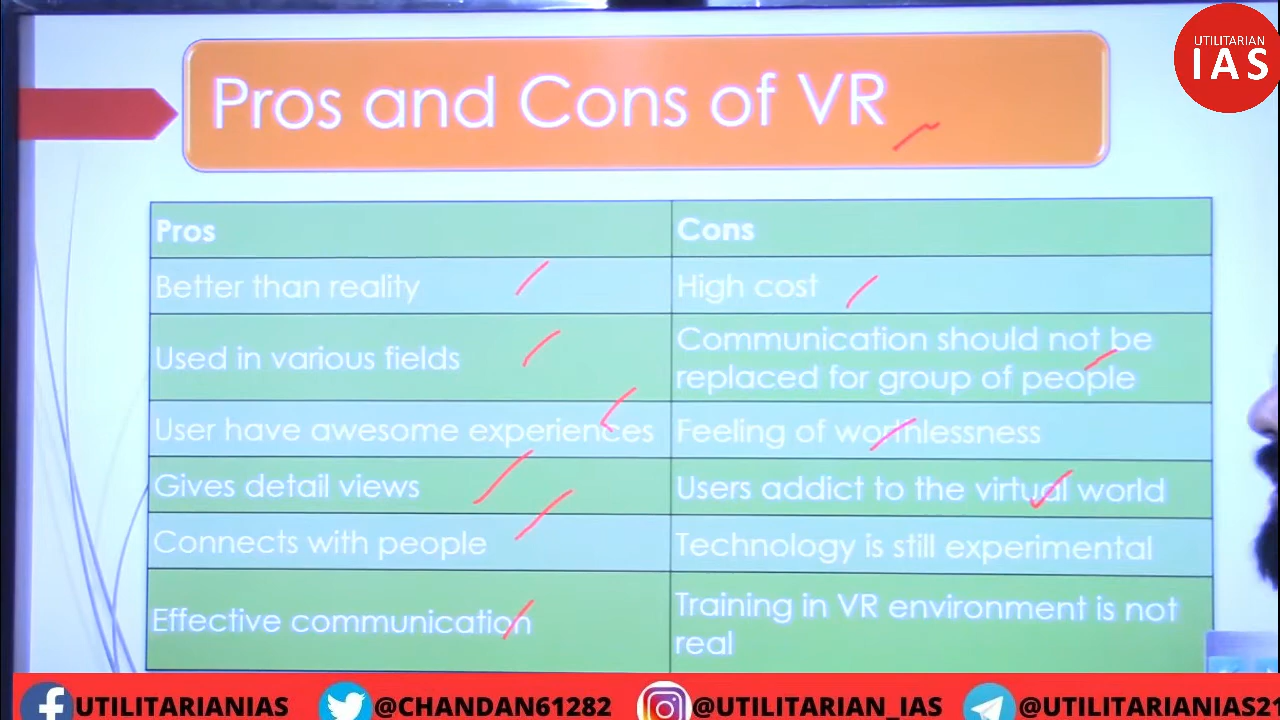 UTILITARIAN
IAS
Pros and Cons of VR
Pros
Cons
Better than reality
High cost
Used in various fields
Communication should not be
replaced for group of people
User have awesome experiences
Feeling of worthlessness
Gives detail views
Users addict to the virtual world
Connects with people
Technology is still experimental
Effective communication
Training in VR environment is not
real
UTILITARIANIAS
@CHANDAN61282
@UTILITARIAN_IAS
@UTILITARIANIAS21